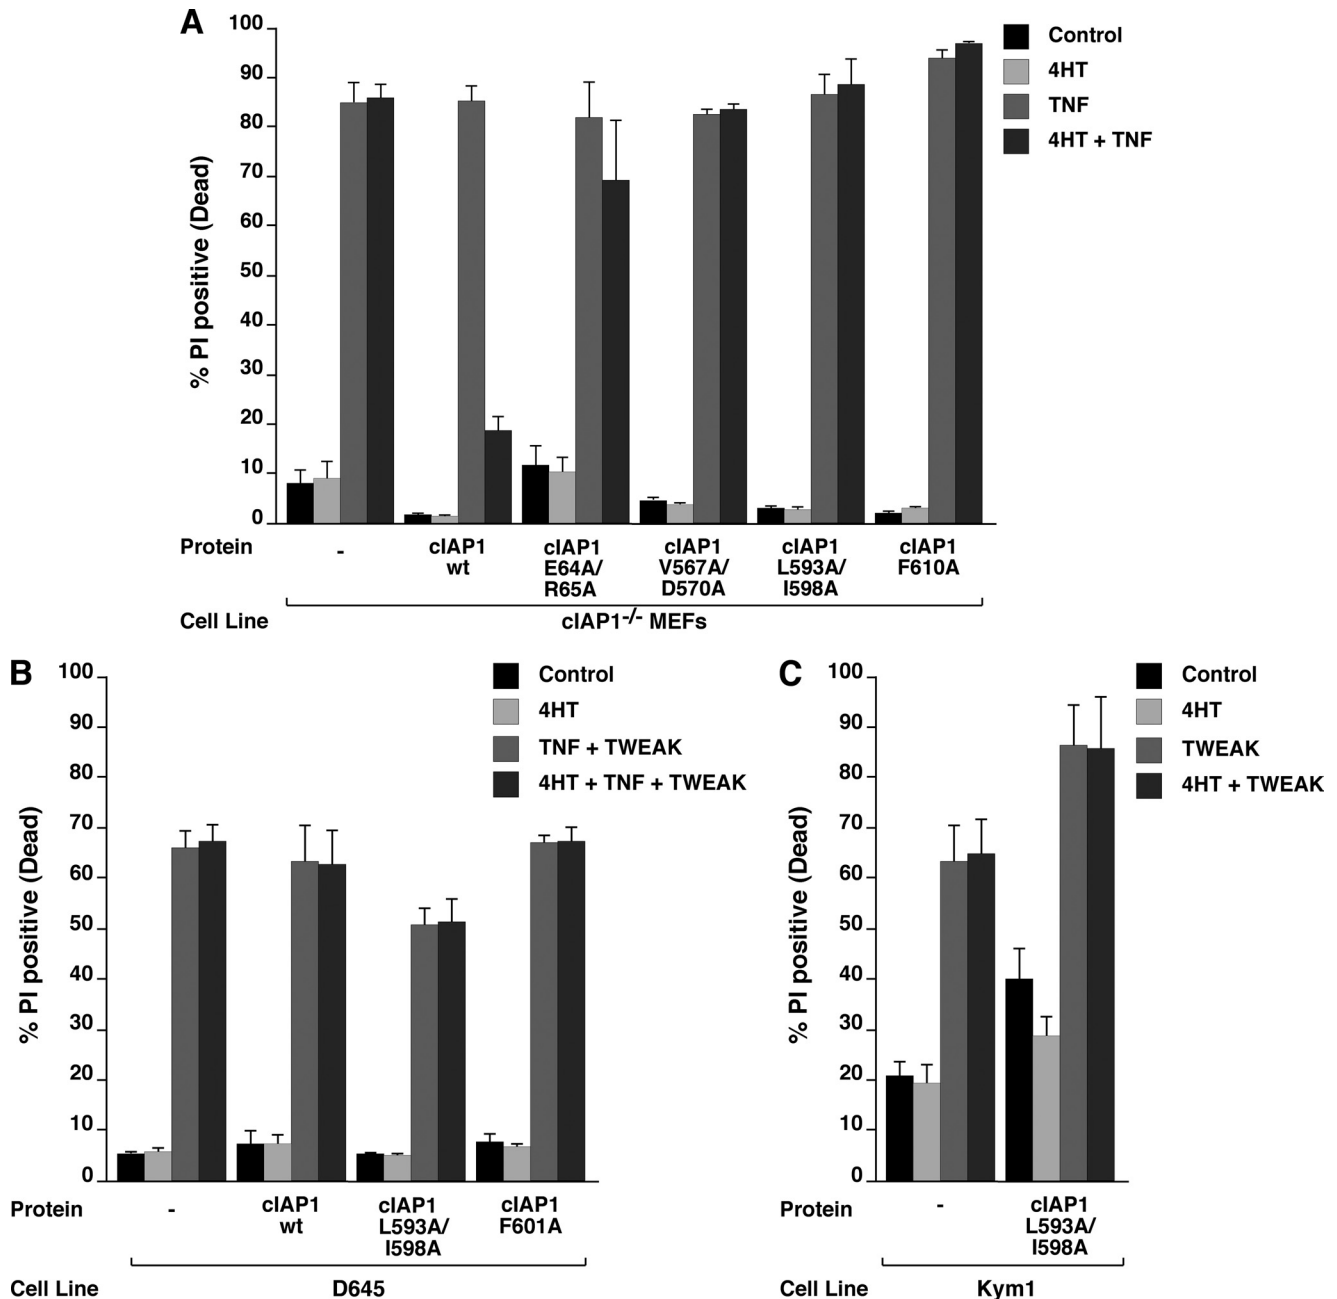 A
Control
4HT
TNF
4HT + TNF
% PI positive (Dead)
100
90
80
70
60
50
40
30
20
10
0
Protein
-
cIAP1
wt
cIAP1
E64A/
R65A
cIAP1
V567A/
D570A
cIAP1
L593A/
I598A
cIAP1
F610A
Cell Line
cIAP1-/- MEFs
B
Control
4HT
TNF + TWEAK
4HT + TNF + TWEAK
% PI positive (Dead)
100
90
80
70
60
50
40
30
20
10
0
Protein
-
cIAP1
wt
cIAP1
L593A/
I598A
cIAP1
F601A
Cell Line
D645
C
Control
4HT
TWEAK
4HT + TWEAK
% PI positive (Dead)
100
90
80
70
60
50
40
30
20
10
0
Protein
-
cIAP1
L593A/
I598A
Cell Line
Kym1